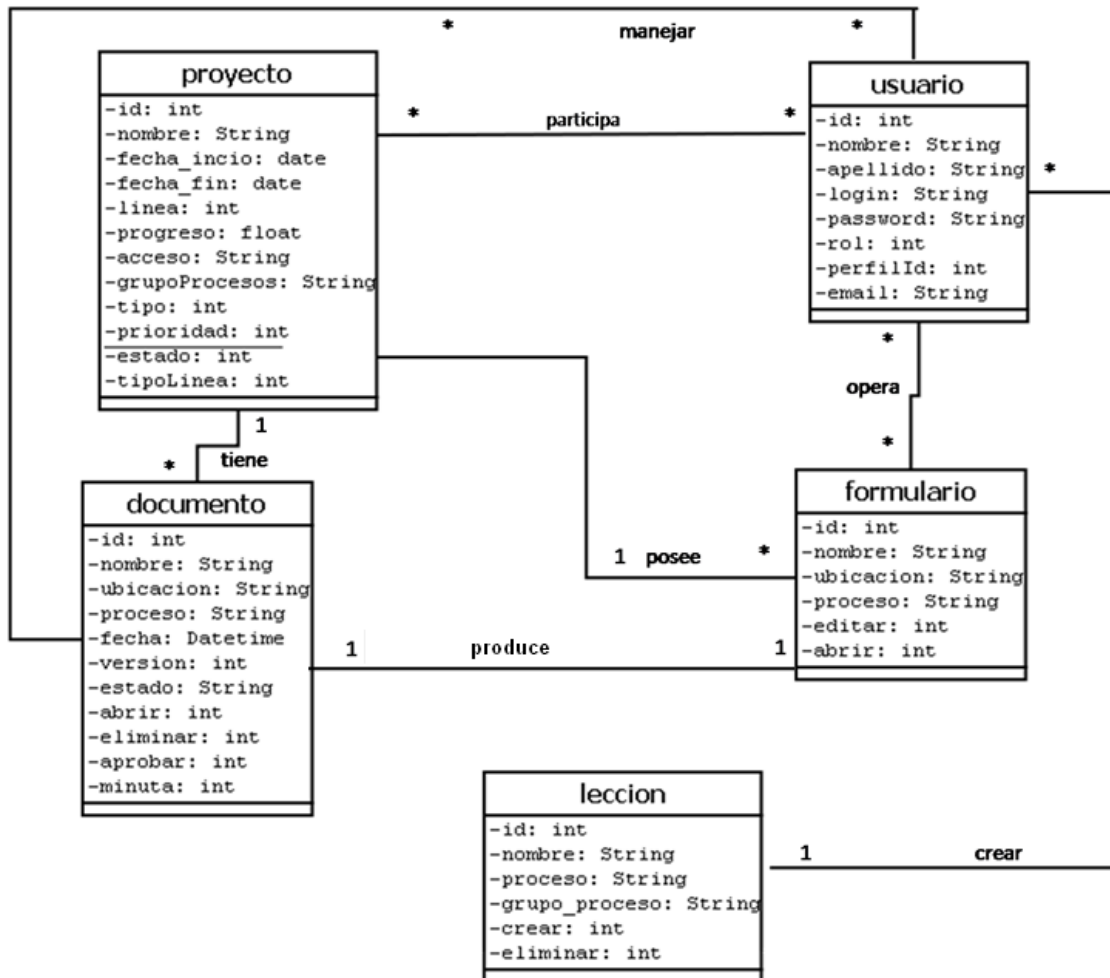 * manejar *
proyecto
-id: int
-nombre: String
-fecha_incio: date
-fecha_fin: date
-linea: int
-progreso: float
-acceso: String
-grupoProcesos: String
-tipo: int
-prioridad: int
-estado: int
-tipoLinea: int
* participa *
usuario
-id: int
-nombre: String
-apellido: String
-login: String
-password: String
-rol: int
-perfilId: int
-email: String
*
*
opera
*
1
* tiene
documento
-id: int
-nombre: String
-ubicacion: String
-proceso: String
-fecha: Datetime
-version: int
-estado: String
-abrir: int
-eliminar: int
-aprobar: int
-minuta: int
1 posee *
formulario
-id: int
-nombre: String
-ubicacion: String
-proceso: String
-editar: int
-abrir: int
1 produce 1
leccion
-id: int
-nombre: String
-proceso: String
-grupo_proceso: String
-crear: int
-eliminar: int
1 crear